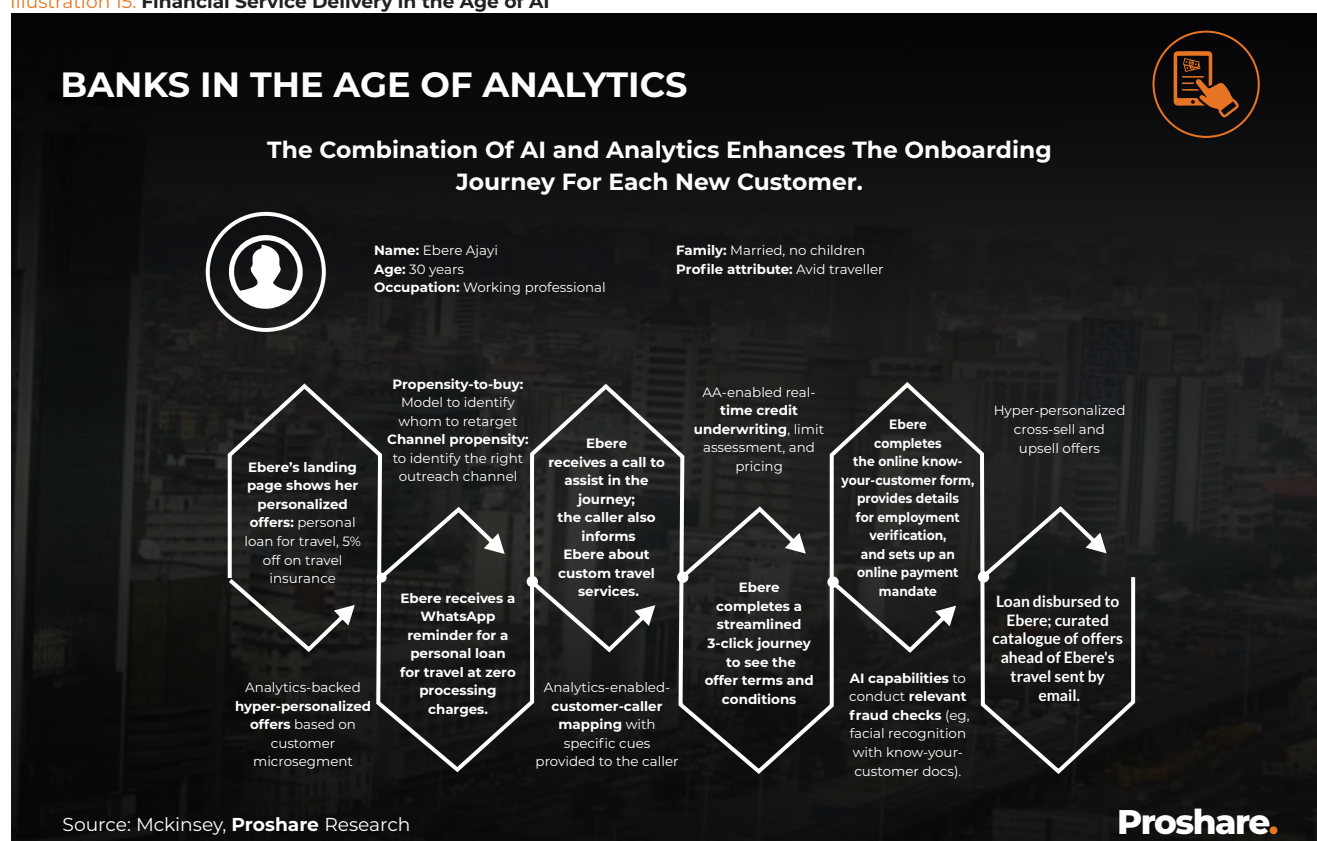 Illustration 15: Financial Service Delivery in the Age of AI
BANKS IN THE AGE OF ANALYTICS
The Combination Of AI and Analytics Enhances The Onboarding
Journey For Each New Customer.
Name: Ebere Ajayi
Age: 30 years
Occupation: Working professional
Family: Married, no children
Profile attribute: Avid traveller
Ebere's landing
page shows her
personalized
offers: personal
loan for travel, 5%
off on travel
insurance
Analytics-backed
hyper-personalized
offers based on
customer
microsegment
Propensity-to-buy:
Model to identify
whom to retarget
Channel propensity:
to identify the right
outreach channel
Ebere receives a
WhatsApp
reminder for a
personal loan
for travel at zero
processing
charges.
Ebere
receives a call to
assist in the
journey;
the caller also
informs
Ebere about
custom travel
services.
Analytics-enabled-
customer-caller
mapping with
specific cues
provided to the caller
AA-enabled real-
time credit
underwriting, limit
assessment, and
pricing
Ebere
completes a
streamlined
3-click journey
to see the
offer terms and
conditions
Ebere
completes
the online know-
your-customer form,
provides details
for employment
verification,
and sets up an
online payment
mandate
AI capabilities to
conduct relevant
fraud checks (eg,
facial recognition
with know-your-
customer docs).
Hyper-personalized
cross-sell and
upsell offers
Loan disbursed to
Ebere; curated
catalogue of offers
ahead of Ebere's
travel sent by
email.
Source: Mckinsey, Proshare Research
Proshare.